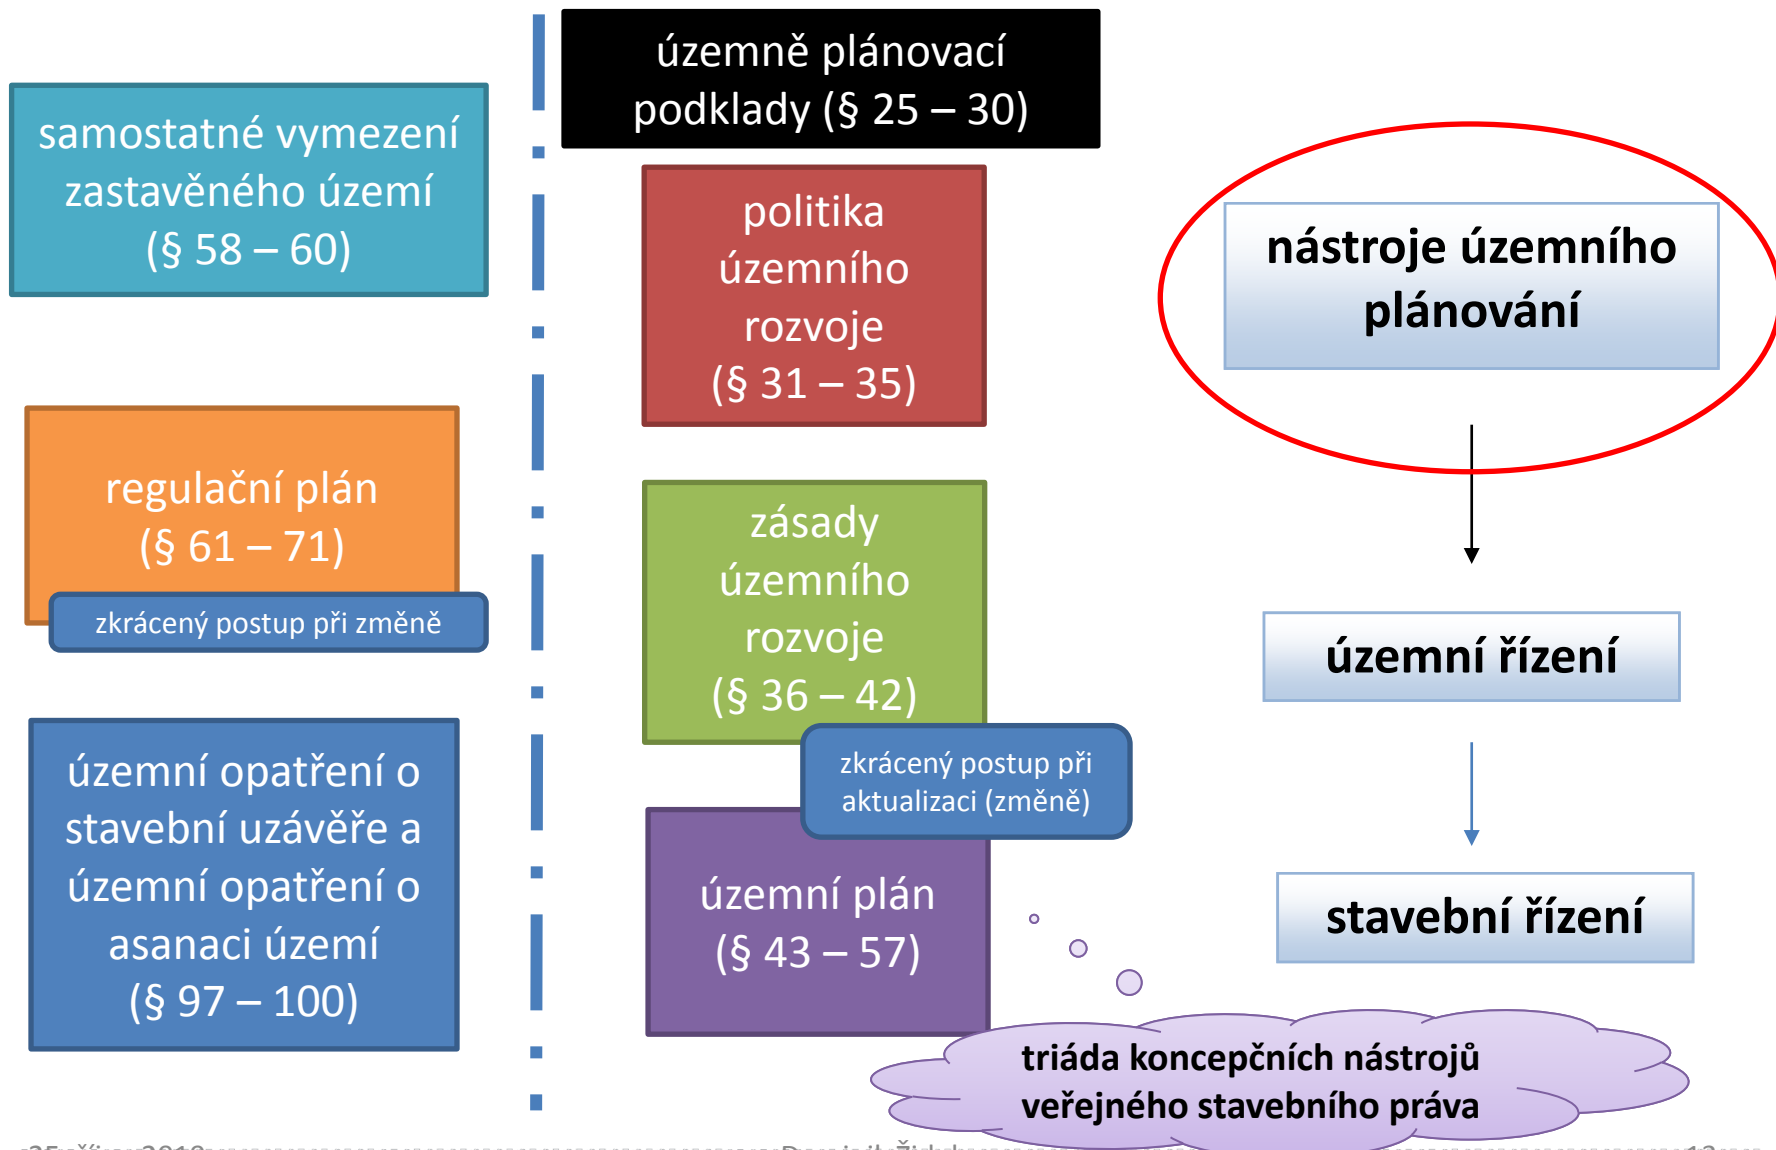 samostatné vymezení
zastavěného území
(§ 58 – 60)
regulační plán
(§ 61 – 71)
zkrácený postup při změně
územní opatření o
stavební uzávěře a
územní opatření o
asanaci území
(§ 97 – 100)
územně plánovací
podklady (§ 25 – 30)
politika
územního
rozvoje
(§ 31 – 35)
zásady
územního
rozvoje
(§ 36 – 42)
zkrácený postup při
aktualizaci (změně)
územní plán
(§ 43 – 57)
triáda koncepčních nástrojů
veřejného stavebního práva
nástroje územního
plánování
územní řízení
stavební řízení